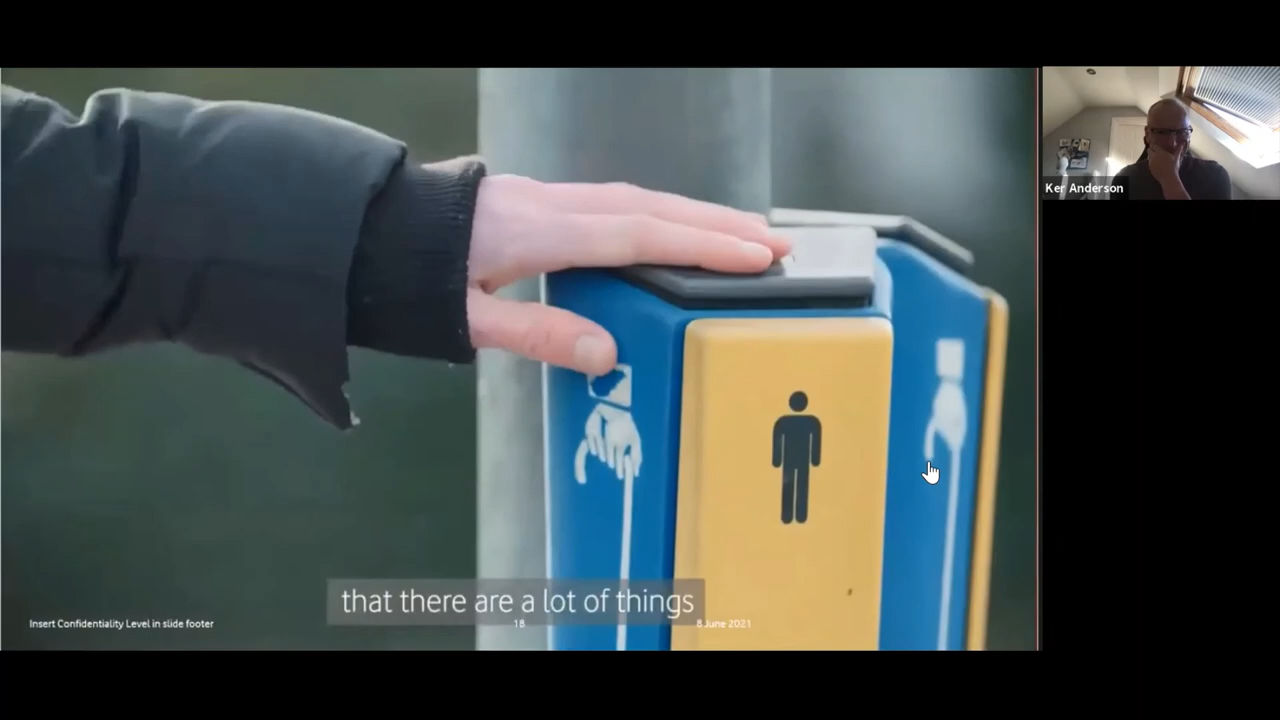 Ker Anderson
that there are a lot of things
Insert Confidentiality Level in slide footer
18
8 June 2021